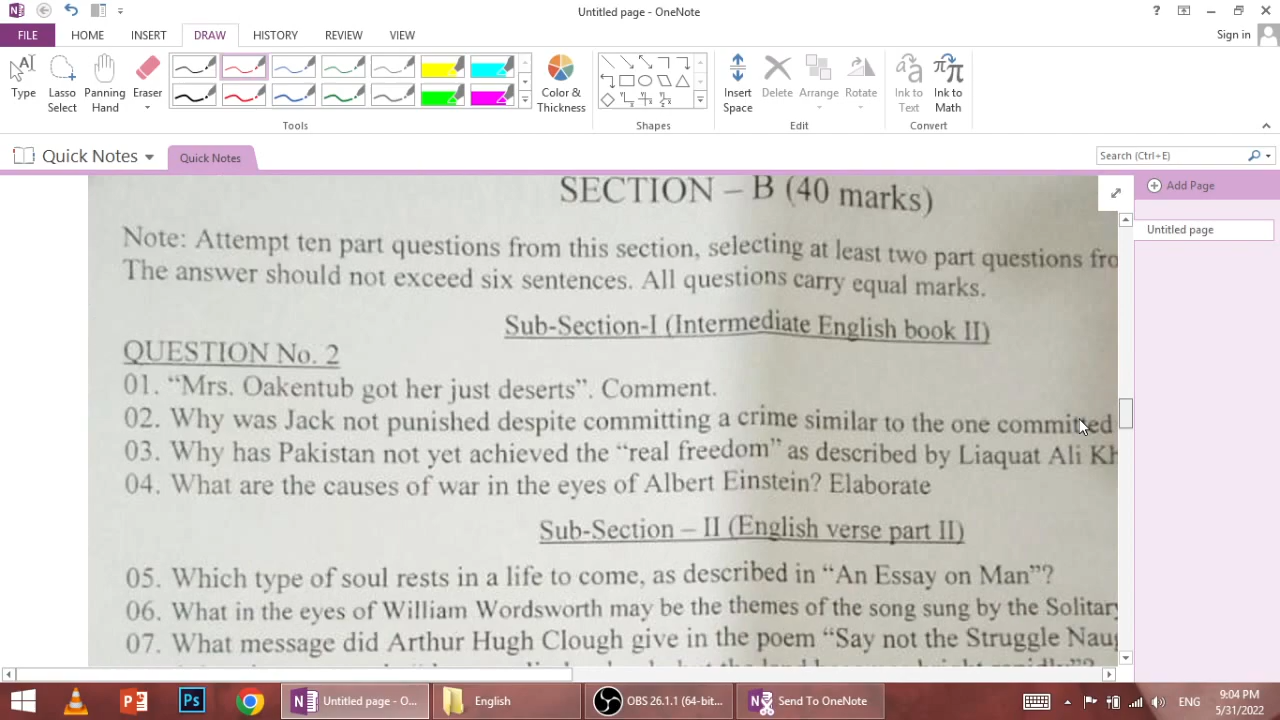 Untitled page - OneNote
Sign in
FILE HOME INSERT DRAW HISTORY REVIEW VIEW
Type
Lasso Select
Panning Hand
Eraser
Color & Thickness
Insert Space
Delete
Arrange
Rotate
Ink to Text
Ink to Math
Tools
Shapes
Edit
Convert
Quick Notes
Quick Notes
Search (Ctrl+E)
Add Page
Untitled page
SECTION – B (40 marks)
Note: Attempt ten part questions from this section, selecting at least two part questions fro
The answer should not exceed six sentences. All questions carry equal marks.
Sub-Section-I (Intermediate English book II)
QUESTION No. 2
01. “Mrs. Oakentub got her just deserts”. Comment.
02. Why was Jack not punished despite committing a crime similar to the one committed
03. Why has Pakistan not yet achieved the “real freedom” as described by Liaquat Ali Kh
04. What are the causes of war in the eyes of Albert Einstein? Elaborate
Sub-Section – II (English verse part II)
05. Which type of soul rests in a life to come, as described in “An Essay on Man”?
06. What in the eyes of William Wordsworth may be the themes of the song sung by the Solitary
07. What message did Arthur Hugh Clough give in the poem “Say not the Struggle Naug
Untitled page - O...
English
OBS 26.1.1 (64-bit...
Send To OneNote
ENG
9:04 PM
5/31/2022